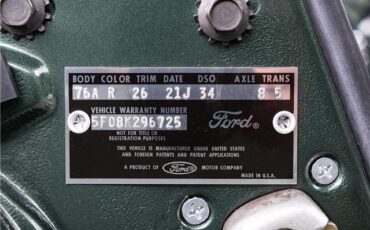 BODY COLOR TRIM DATE DSO AXLE TRANS
76A R 26 21J 34 8 5
VEHICLE WARRANTY NUMBER
5F08K296725
Ford®
NOT FOR TITLE OR
REGISTRATION PURPOSES
THIS VEHICLE IS MANUFACTURED UNDER UNITED STATES
AND FOREIGN PATENTS AND PATENT APPLICATIONS
A PRODUCT OF Ford MOTOR COMPANY
MADE IN U.S.A.